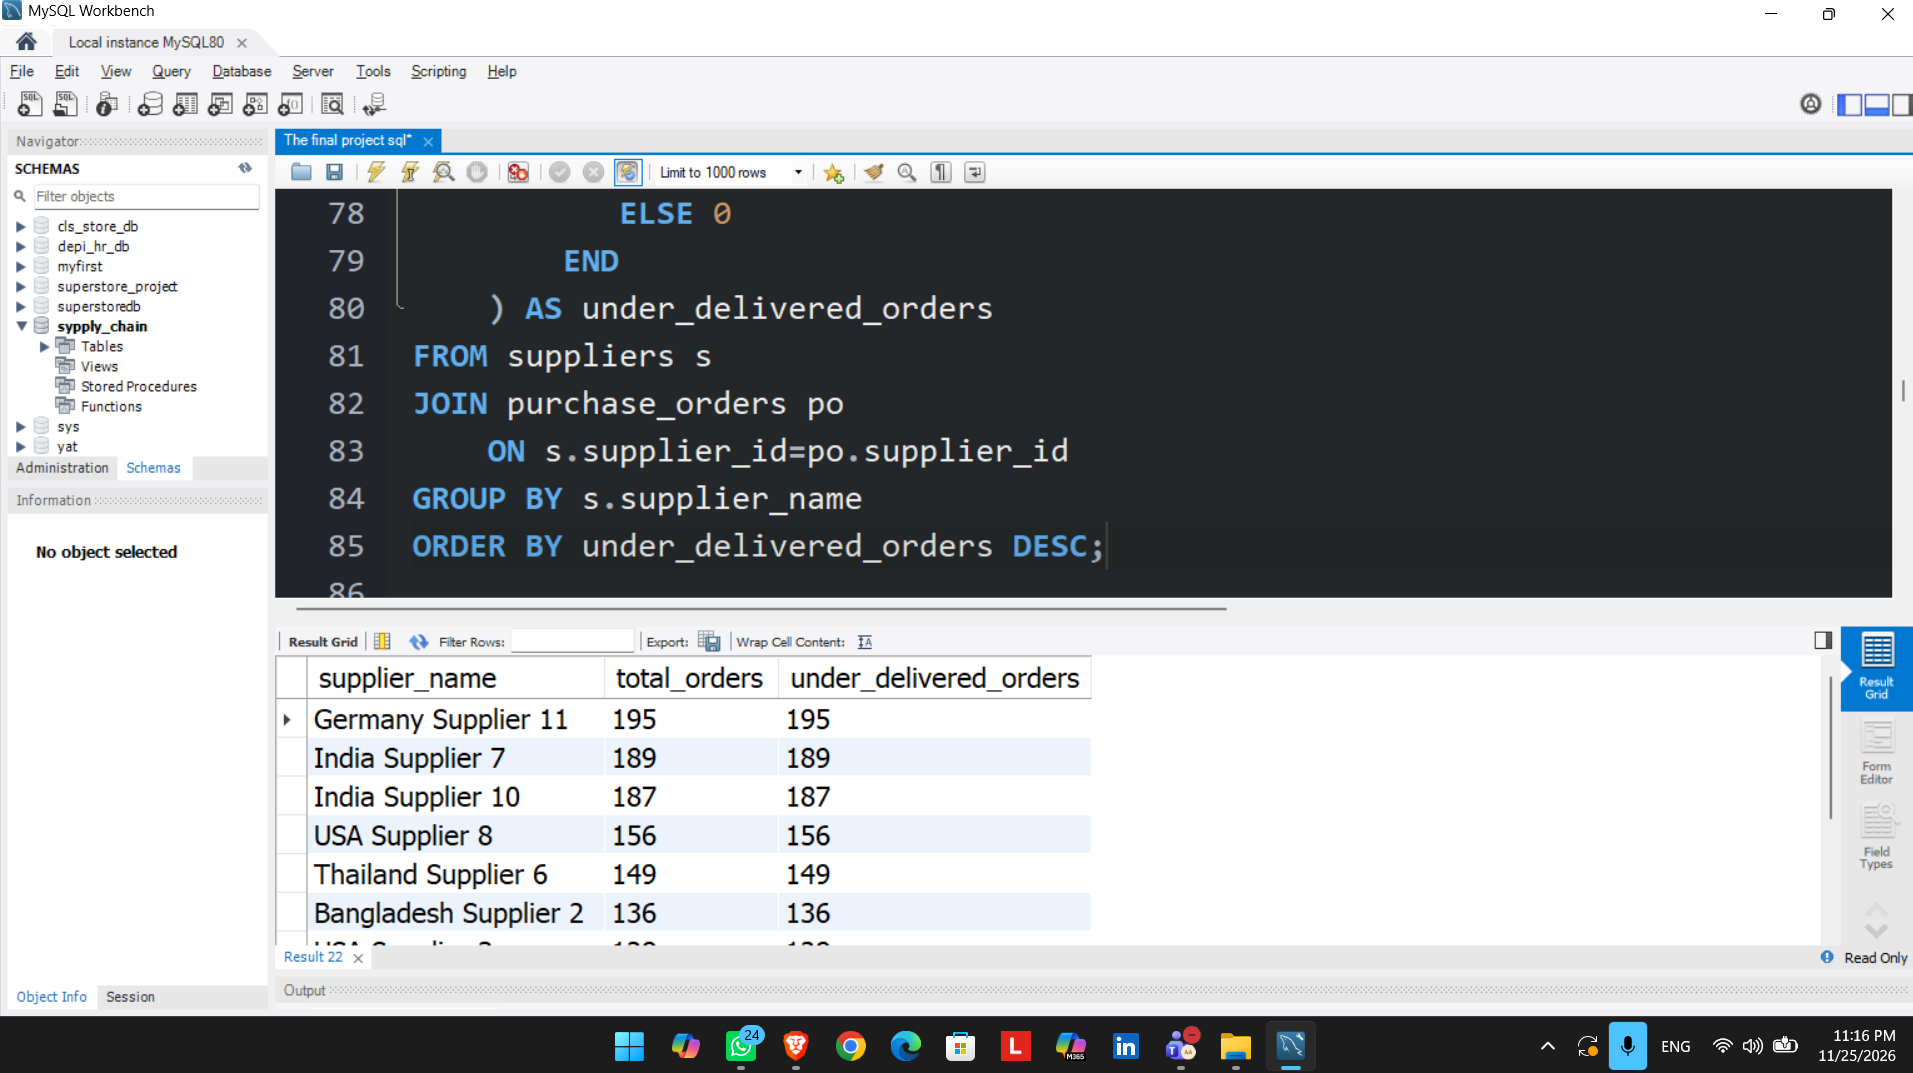 MySQL Workbench
Local instance MySQL80
File Edit View Query Database Server Tools Scripting Help
Navigator
SCHEMAS
Filter objects
cls_store_db
depi_hr_db
myfirst
superstore_project
superstoredb
sypply_chain
Tables
Views
Stored Procedures
Functions
sys
yat
Administration Schemas
Information
No object selected
Object Info Session
The final project sql*
Limit to 1000 rows
78 ELSE 0
79 END
80 ) AS under_delivered_orders
81 FROM suppliers s
82 JOIN purchase_orders po
83 ON s.supplier_id=po.supplier_id
84 GROUP BY s.supplier_name
85 ORDER BY under_delivered_orders DESC;
86
Result Grid Filter Rows: Export: Wrap Cell Content:
supplier_name total_orders under_delivered_orders
Germany Supplier 11 195 195
India Supplier 7 189 189
India Supplier 10 187 187
USA Supplier 8 156 156
Thailand Supplier 6 149 149
Bangladesh Supplier 2 136 136
Result Grid
Form Editor
Field Types
Result 22
Read Only
Output
24
ENG
11:16 PM
11/25/2026